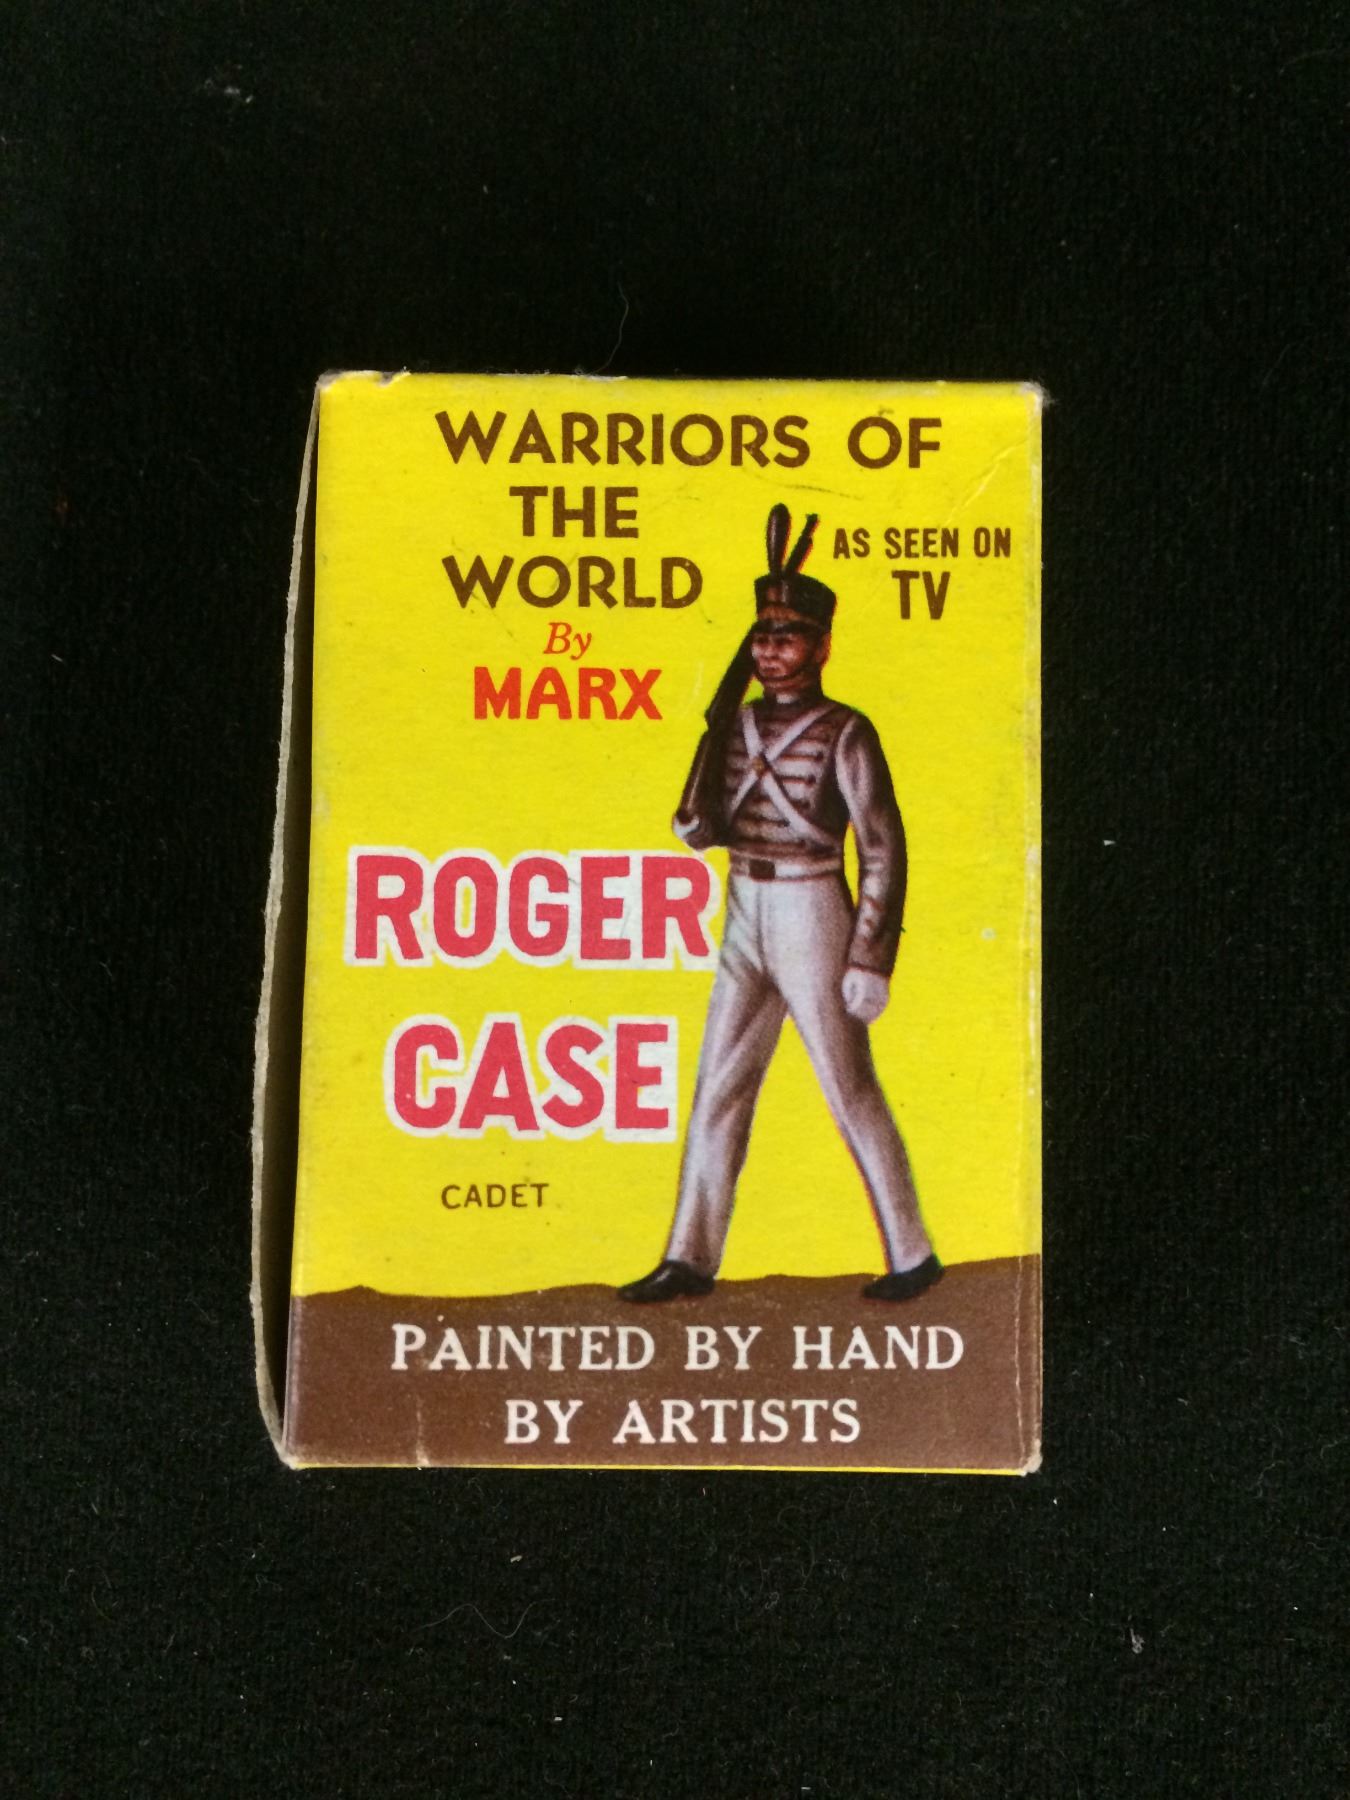 WARRIORS OF
THE
WORLD
AS SEEN ON
TV
By
MARX
ROGER
CASE
CADET
PAINTED BY HAND
BY ARTISTS